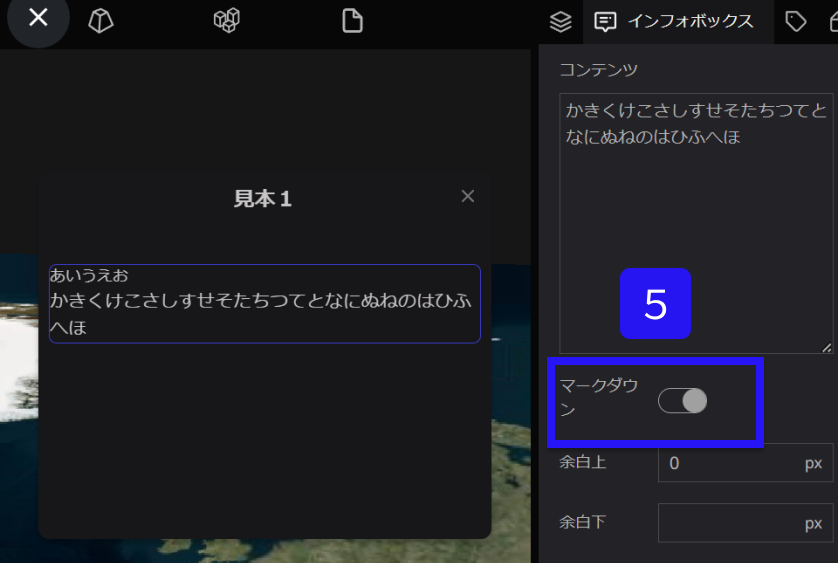 インフォボックス
見本１
あいうえお
かきくけこさしすせそたちつてとなにぬねのはひふ
へほ
コンテンツ
かきくけこさしすせそたちつてと
なにぬねのはひふへほ
5
マークダウ
ン
余白上
0
px
余白下
px